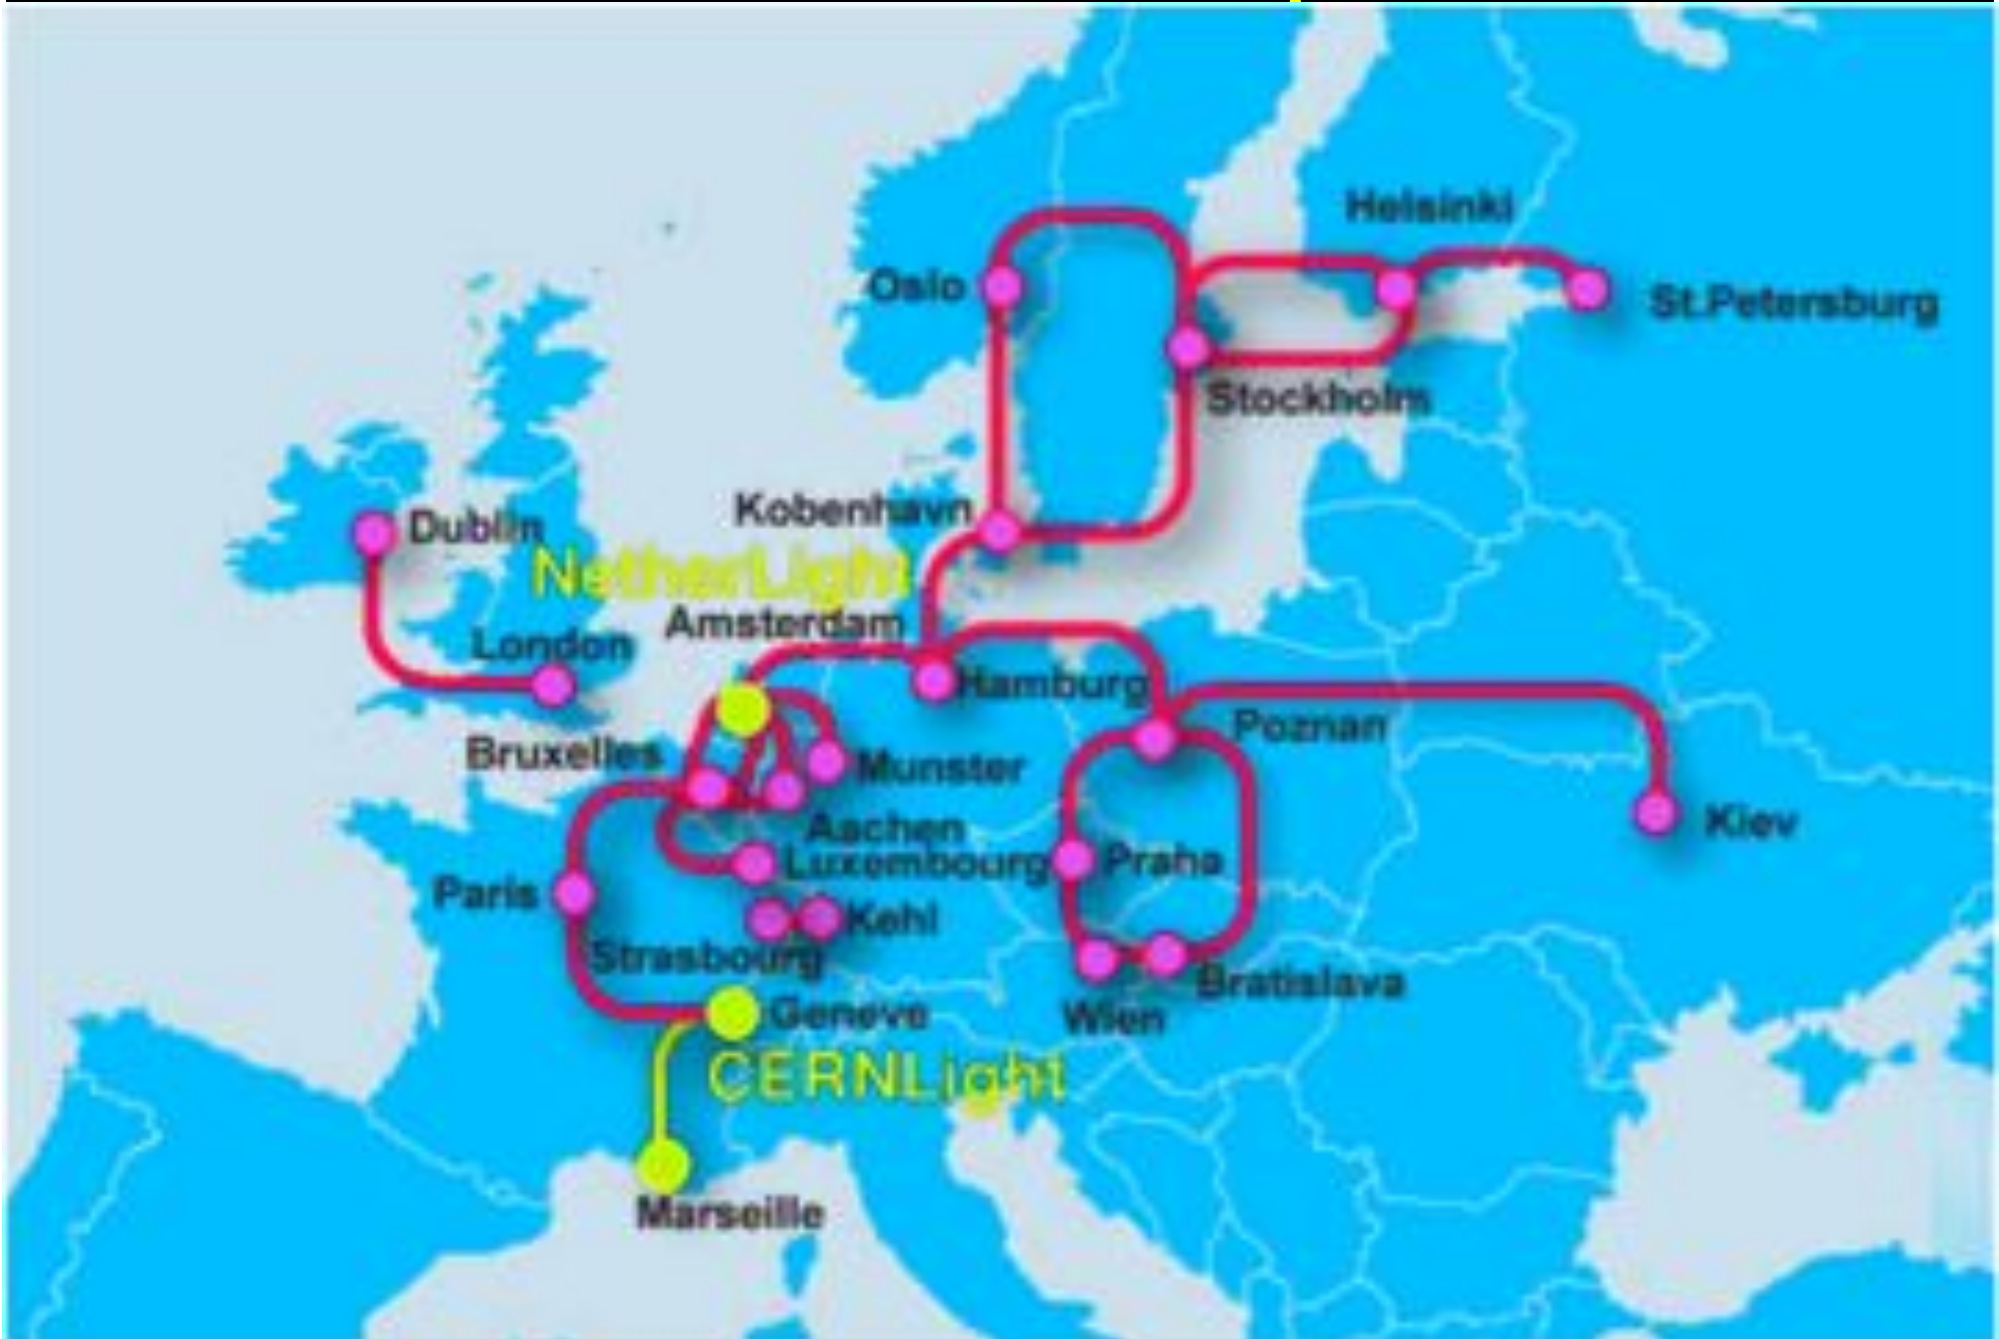 Helsinki
Oslo
St.Petersburg
Stockholm
Kobenhavn
Dublin
NetherLight
Amsterdam
London
Hamburg
Poznan
Bruxelles
Munster
Kiev
Aachen
Luxembourg
Praha
Paris
Kehl
Strasbourg
Bratislava
Geneve
Wien
CERNLight
Marseille